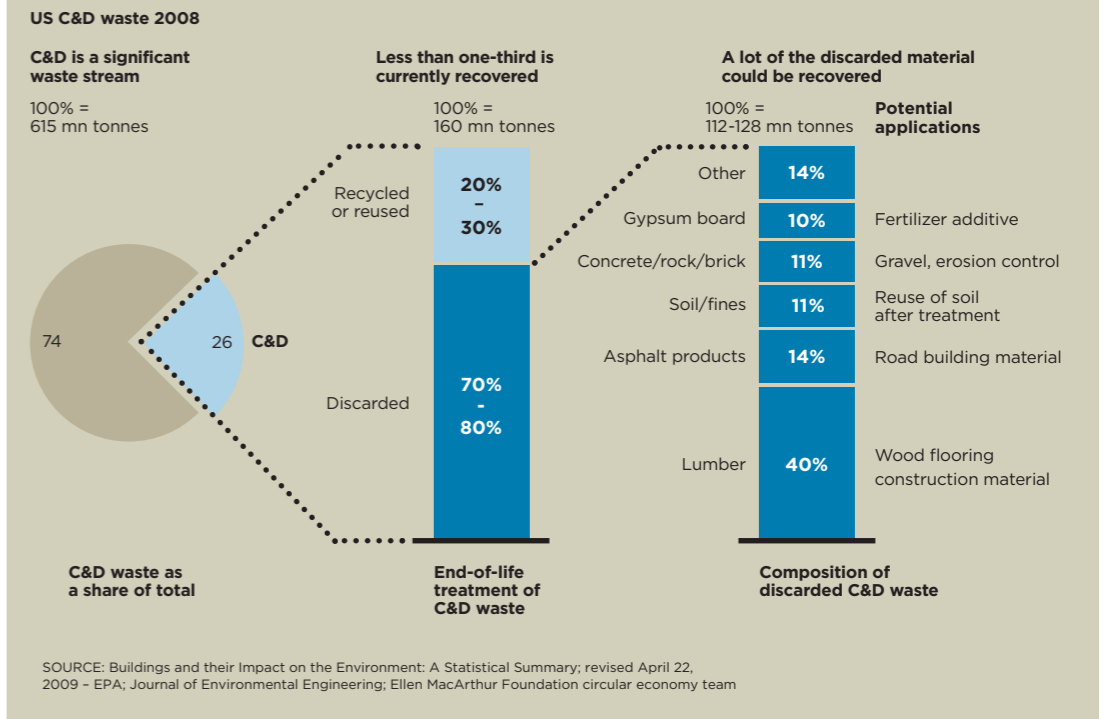 US C&D waste 2008
C&D is a significant
waste stream
100% =
615 mn tonnes
74
26
C&D
C&D waste as
a share of total
Less than one-third is
currently recovered
100% =
160 mn tonnes
Recycled
or reused
20%
–
30%
Discarded
70%
-
80%
End-of-life
treatment of
C&D waste
A lot of the discarded material
could be recovered
100% =
112-128 mn tonnes
Potential
applications
Other
14%
Gypsum board
10%
Fertilizer additive
Concrete/rock/brick
11%
Gravel, erosion control
Soil/fines
11%
Reuse of soil
after treatment
Asphalt products
14%
Road building material
Lumber
40%
Wood flooring
construction material
Composition of
discarded C&D waste
SOURCE: Buildings and their Impact on the Environment: A Statistical Summary; revised April 22,
2009 – EPA; Journal of Environmental Engineering; Ellen MacArthur Foundation circular economy team